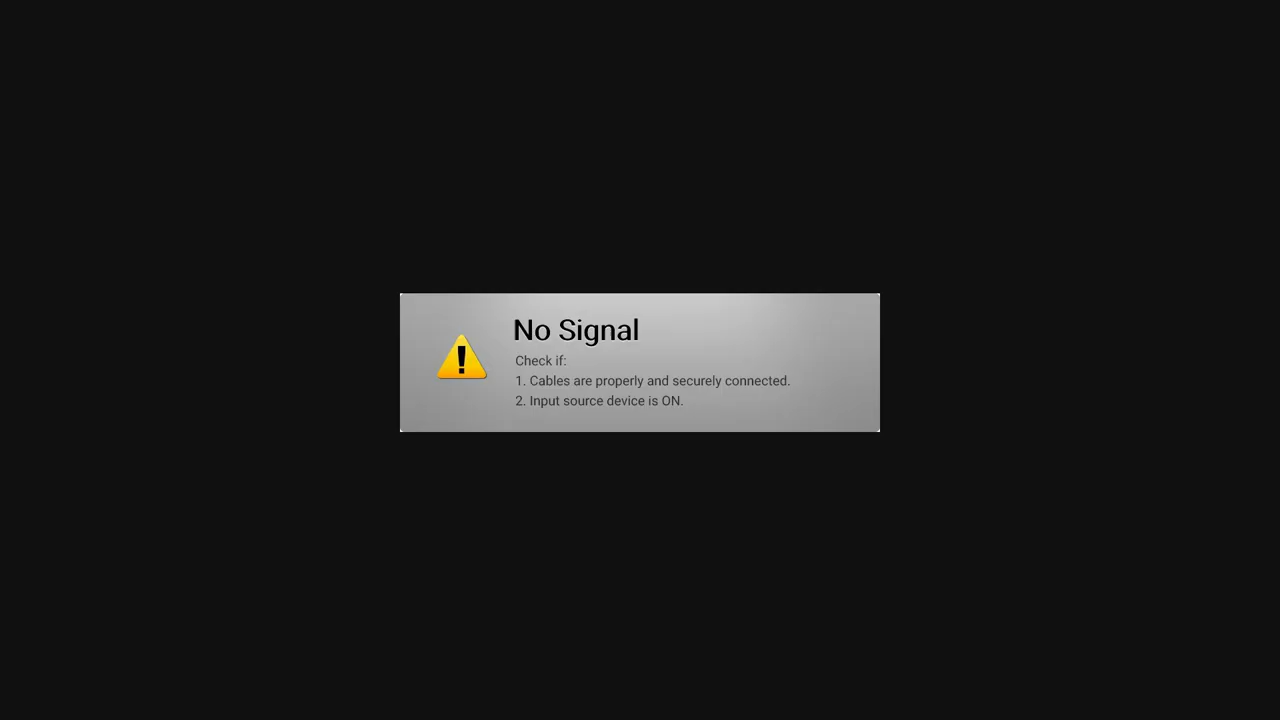 No Signal
Check if:
1. Cables are properly and securely connected.
2. Input source device is ON.